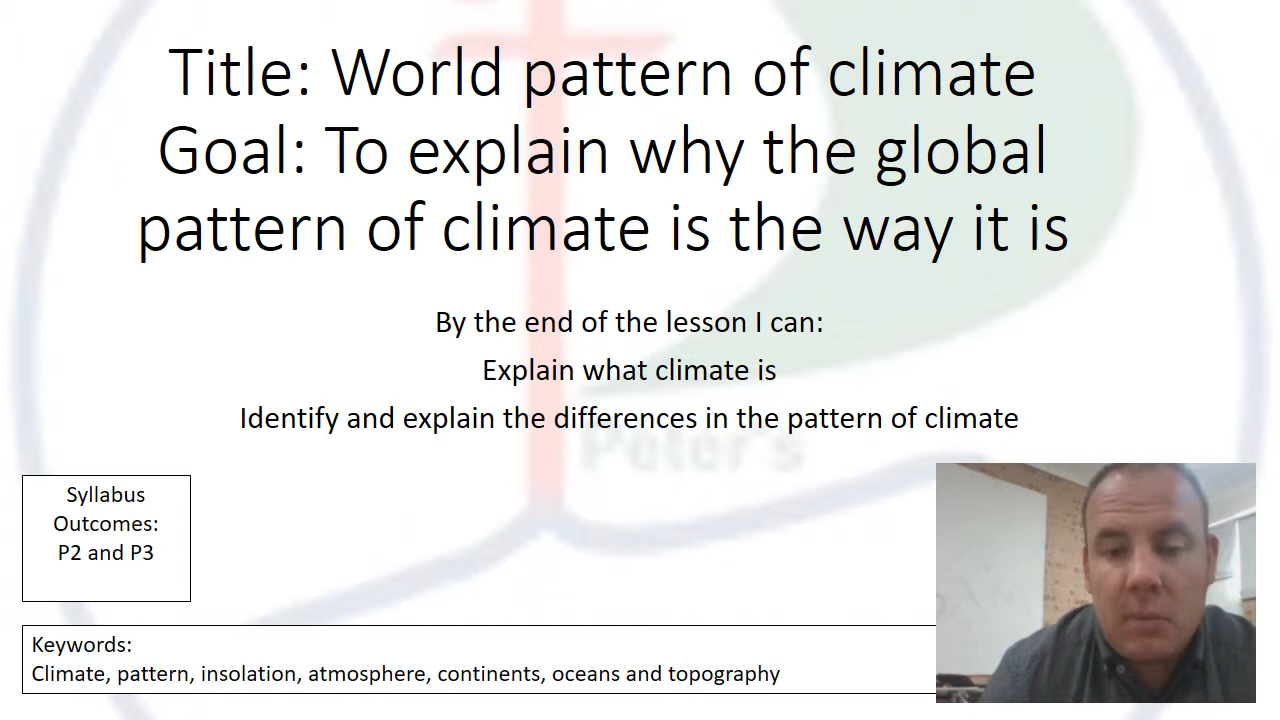 Title: World pattern of climate
Goal: To explain why the global
pattern of climate is the way it is
By the end of the lesson I can:
Explain what climate is
Identify and explain the differences in the pattern of climate
Peter's
Syllabus
Outcomes:
P2 and P3
Keywords:
Climate, pattern, insolation, atmosphere, continents, oceans and topography